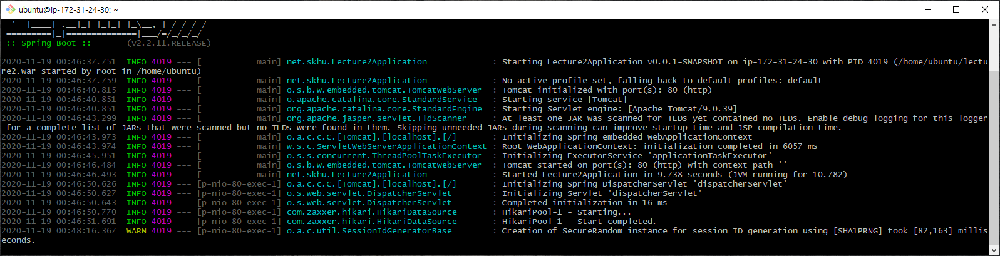 ubuntu@ip-172-31-24-30: ~
  '  |____| .__|_| |_|_| |_\__, | / / / /
 =========|_|==============|___/=/_/_/_/
 :: Spring Boot ::       (v2.2.11.RELEASE)
2020-11-19 00:46:37.751  INFO 4019 --- [           main] net.skhu.Lecture2Application             : Starting Lecture2Application v0.0.1-SNAPSHOT on ip-172-31-24-30 with PID 4019 (/home/ubuntu/lectu
re2.war started by root in /home/ubuntu)
2020-11-19 00:46:37.759  INFO 4019 --- [           main] net.skhu.Lecture2Application             : No active profile set, falling back to default profiles: default
2020-11-19 00:46:40.815  INFO 4019 --- [           main] o.s.b.w.embedded.tomcat.TomcatWebServer  : Tomcat initialized with port(s): 80 (http)
2020-11-19 00:46:40.851  INFO 4019 --- [           main] o.apache.catalina.core.StandardService   : Starting service [Tomcat]
2020-11-19 00:46:40.851  INFO 4019 --- [           main] org.apache.catalina.core.StandardEngine  : Starting Servlet engine: [Apache Tomcat/9.0.39]
2020-11-19 00:46:43.299  INFO 4019 --- [           main] org.apache.jasper.servlet.TldScanner     : At least one JAR was scanned for TLDs yet contained no TLDs. Enable debug logging for this logger
 for a complete list of JARs that were scanned but no TLDs were found in them. Skipping unneeded JARs during scanning can improve startup time and JSP compilation time.
2020-11-19 00:46:43.973  INFO 4019 --- [           main] o.a.c.c.C.[Tomcat].[localhost].[/]       : Initializing Spring embedded WebApplicationContext
2020-11-19 00:46:43.974  INFO 4019 --- [           main] w.s.c.ServletWebServerApplicationContext : Root WebApplicationContext: initialization completed in 6057 ms
2020-11-19 00:46:45.951  INFO 4019 --- [           main] o.s.s.concurrent.ThreadPoolTaskExecutor  : Initializing ExecutorService 'applicationTaskExecutor'
2020-11-19 00:46:46.484  INFO 4019 --- [           main] o.s.b.w.embedded.tomcat.TomcatWebServer  : Tomcat started on port(s): 80 (http) with context path ''
2020-11-19 00:46:46.493  INFO 4019 --- [           main] net.skhu.Lecture2Application             : Started Lecture2Application in 9.738 seconds (JVM running for 10.782)
2020-11-19 00:46:50.626  INFO 4019 --- [p-nio-80-exec-1] o.a.c.c.C.[Tomcat].[localhost].[/]       : Initializing Spring DispatcherServlet 'dispatcherServlet'
2020-11-19 00:46:50.627  INFO 4019 --- [p-nio-80-exec-1] o.s.web.servlet.DispatcherServlet        : Initializing Servlet 'dispatcherServlet'
2020-11-19 00:46:50.643  INFO 4019 --- [p-nio-80-exec-1] o.s.web.servlet.DispatcherServlet        : Completed initialization in 16 ms
2020-11-19 00:46:50.770  INFO 4019 --- [p-nio-80-exec-1] com.zaxxer.hikari.HikariDataSource       : HikariPool-1 - Starting...
2020-11-19 00:46:51.691  INFO 4019 --- [p-nio-80-exec-1] com.zaxxer.hikari.HikariDataSource       : HikariPool-1 - Start completed.
2020-11-19 00:48:16.367  WARN 4019 --- [p-nio-80-exec-1] o.a.c.util.SessionIdGeneratorBase        : Creation of SecureRandom instance for session ID generation using [SHA1PRNG] took [82,163] millis
econds.